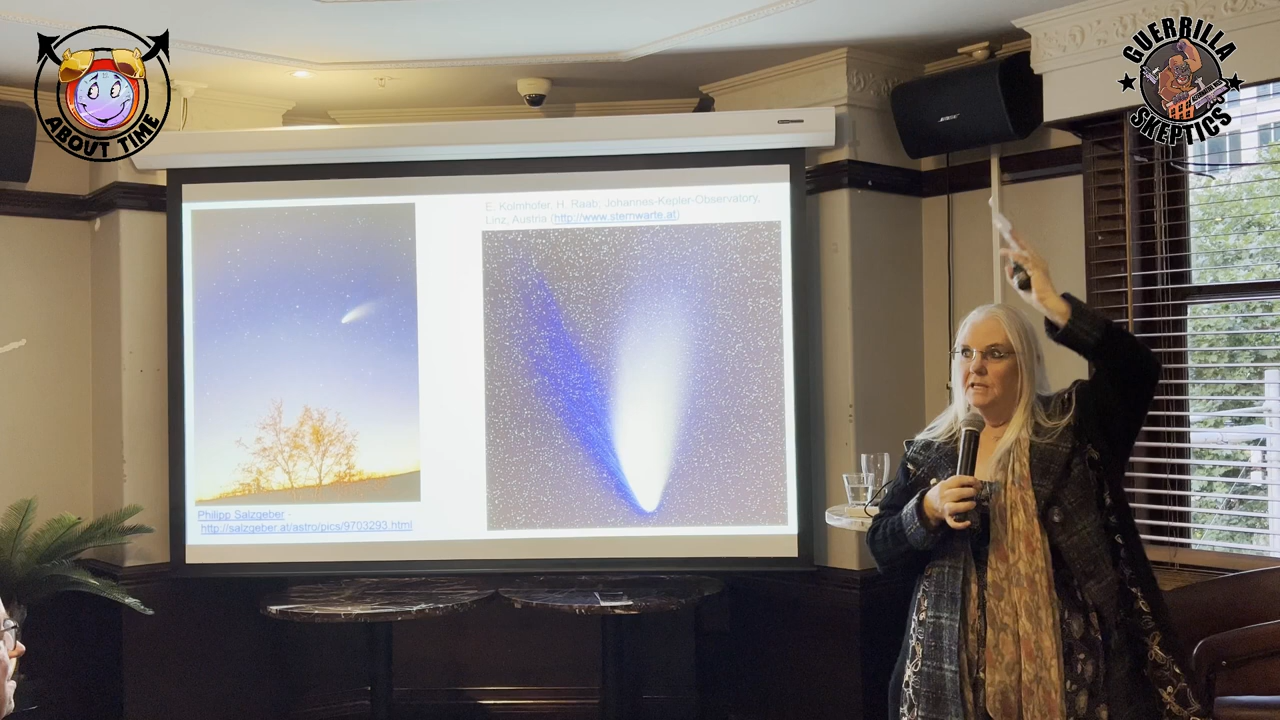 ABOUT TIME
GUERRILLA
SKEPTICS
BOSE
E. Kolmhofer, H. Raab; Johannes-Kepler-Observatory,
Linz, Austria (http://www.sternwarte.at)
Philipp Salzgeber -
http://salzgeber.at/astro/pics/9703293.html